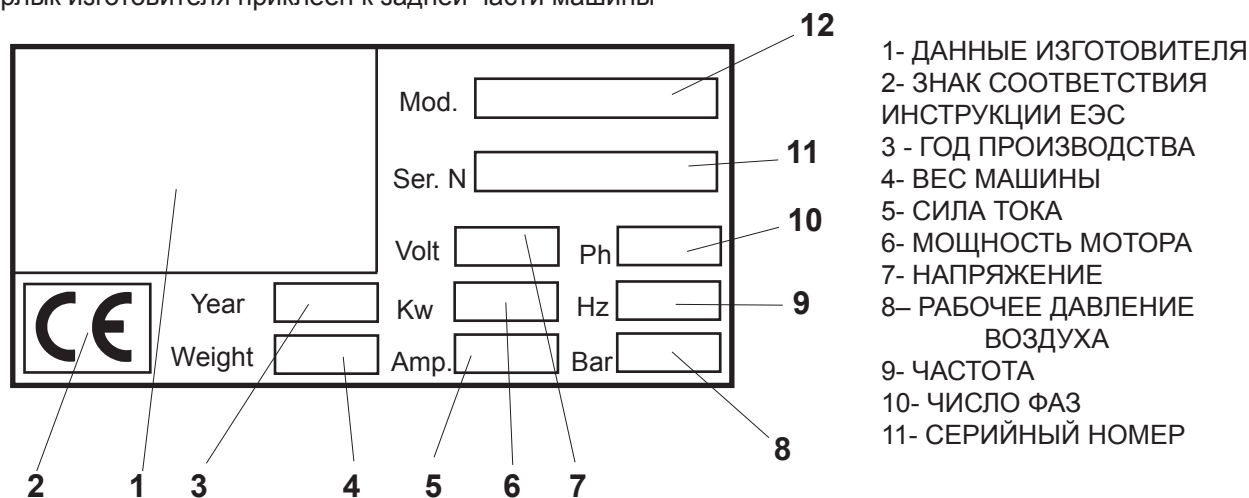 изготовителя приклеен к задней части машины
12
Mod.
11
Ser. N
10
Volt
Ph
CE
Year
Kw
Hz
9
Weight
Amp.
Bar
8
2
1
3
4
5
6
7
1- ДАННЫЕ ИЗГОТОВИТЕЛЯ
2- ЗНАК СООТВЕТСТВИЯ
ИНСТРУКЦИИ ЕЭС
3 - ГОД ПРОИЗВОДСТВА
4- ВЕС МАШИНЫ
5- СИЛА ТОКА
6- МОЩНОСТЬ МОТОРА
7- НАПРЯЖЕНИЕ
8– РАБОЧЕЕ ДАВЛЕНИЕ
ВОЗДУХА
9- ЧАСТОТА
10- ЧИСЛО ФАЗ
11- СЕРИЙНЫЙ НОМЕР